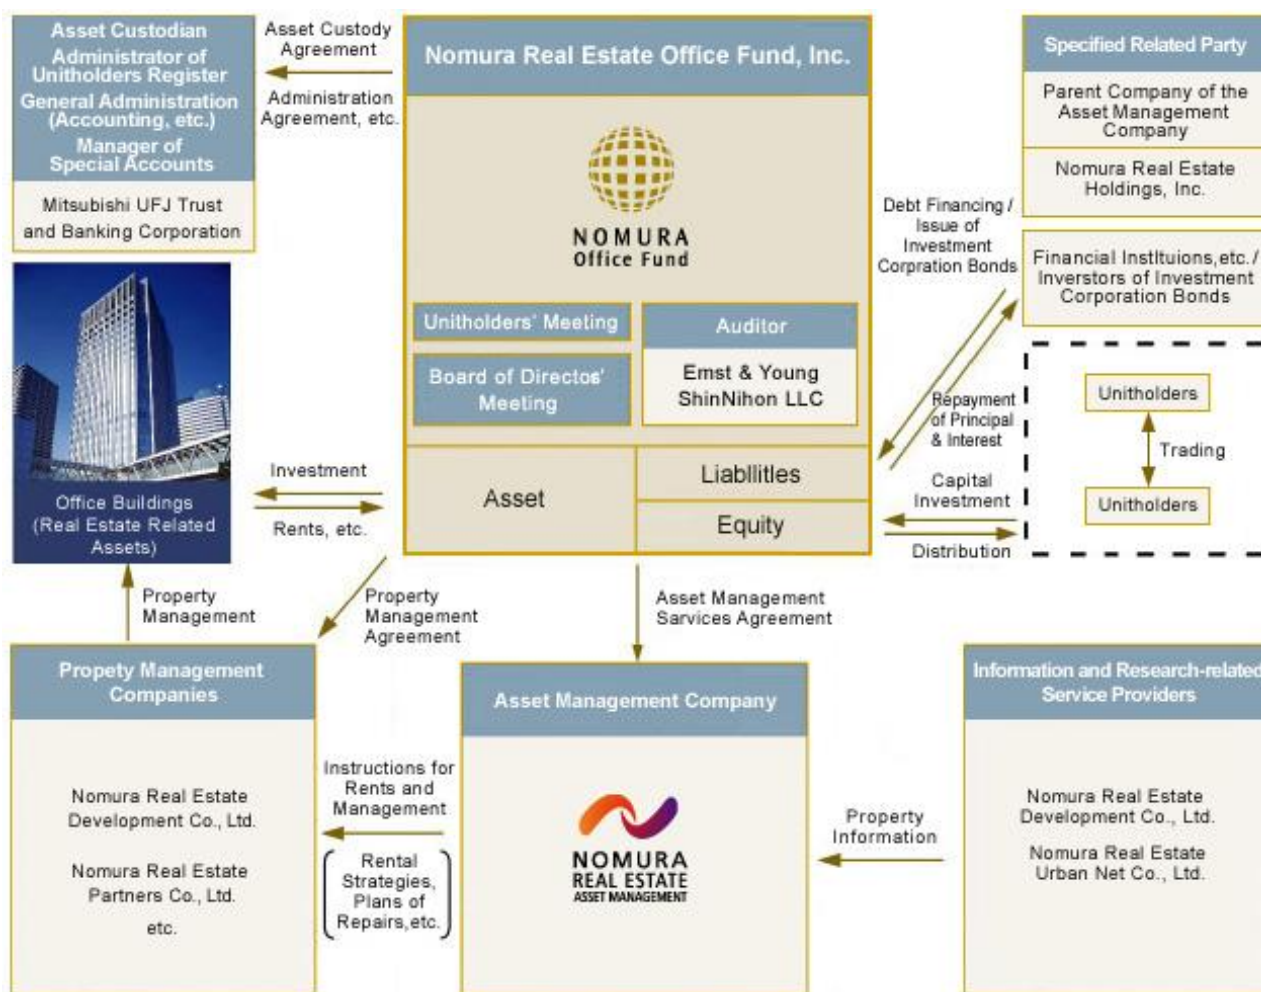 Asset Custodian
Administrator of
Unitholders Register
General Administration
(Accounting, etc.)
Manager of
Special Accounts
Mitsubishi UFJ Trust
and Banking Corporation
Asset Custody
Agreement
Administration
Agreement, etc.
Nomura Real Estate Office Fund, Inc.
NOMURA
Office Fund
Unitholders' Meeting
Board of Directos'
Meeting
Auditor
Emst & Young
ShinNihon LLC
Asset
Liabllitles
Equity
Specified Related Party
Parent Company of the
Asset Management
Company
Nomura Real Estate
Holdings, Inc.
Debt Financing /
Issue of
Investment
Corpration Bonds
Financial Instltuions,etc. /
Inverstors of Investment
Corporation Bonds
Repayment
of Principal
& Interest
Unitholders
Trading
Unitholders
Capital
Investment
Distribution
Investment
Rents, etc.
Office Buildings
(Real Estate Related
Assets)
Property
Management
Property
Management
Agreement
Asset Management
Sarvices Agreement
Propety Management
Companies
Nomura Real Estate
Development Co., Ltd.
Nomura Real Estate
Partners Co., Ltd.
etc.
Instructions for
Rents and
Management
Rental
Strategies,
Plans of
Repairs,etc.
Asset Management Company
NOMURA
REAL ESTATE
ASSET MANAGEMENT
Property
Information
Information and Research-related
Service Providers
Nomura Real Estate
Development Co., Ltd.
Nomura Real Estate
Urban Net Co., Ltd.